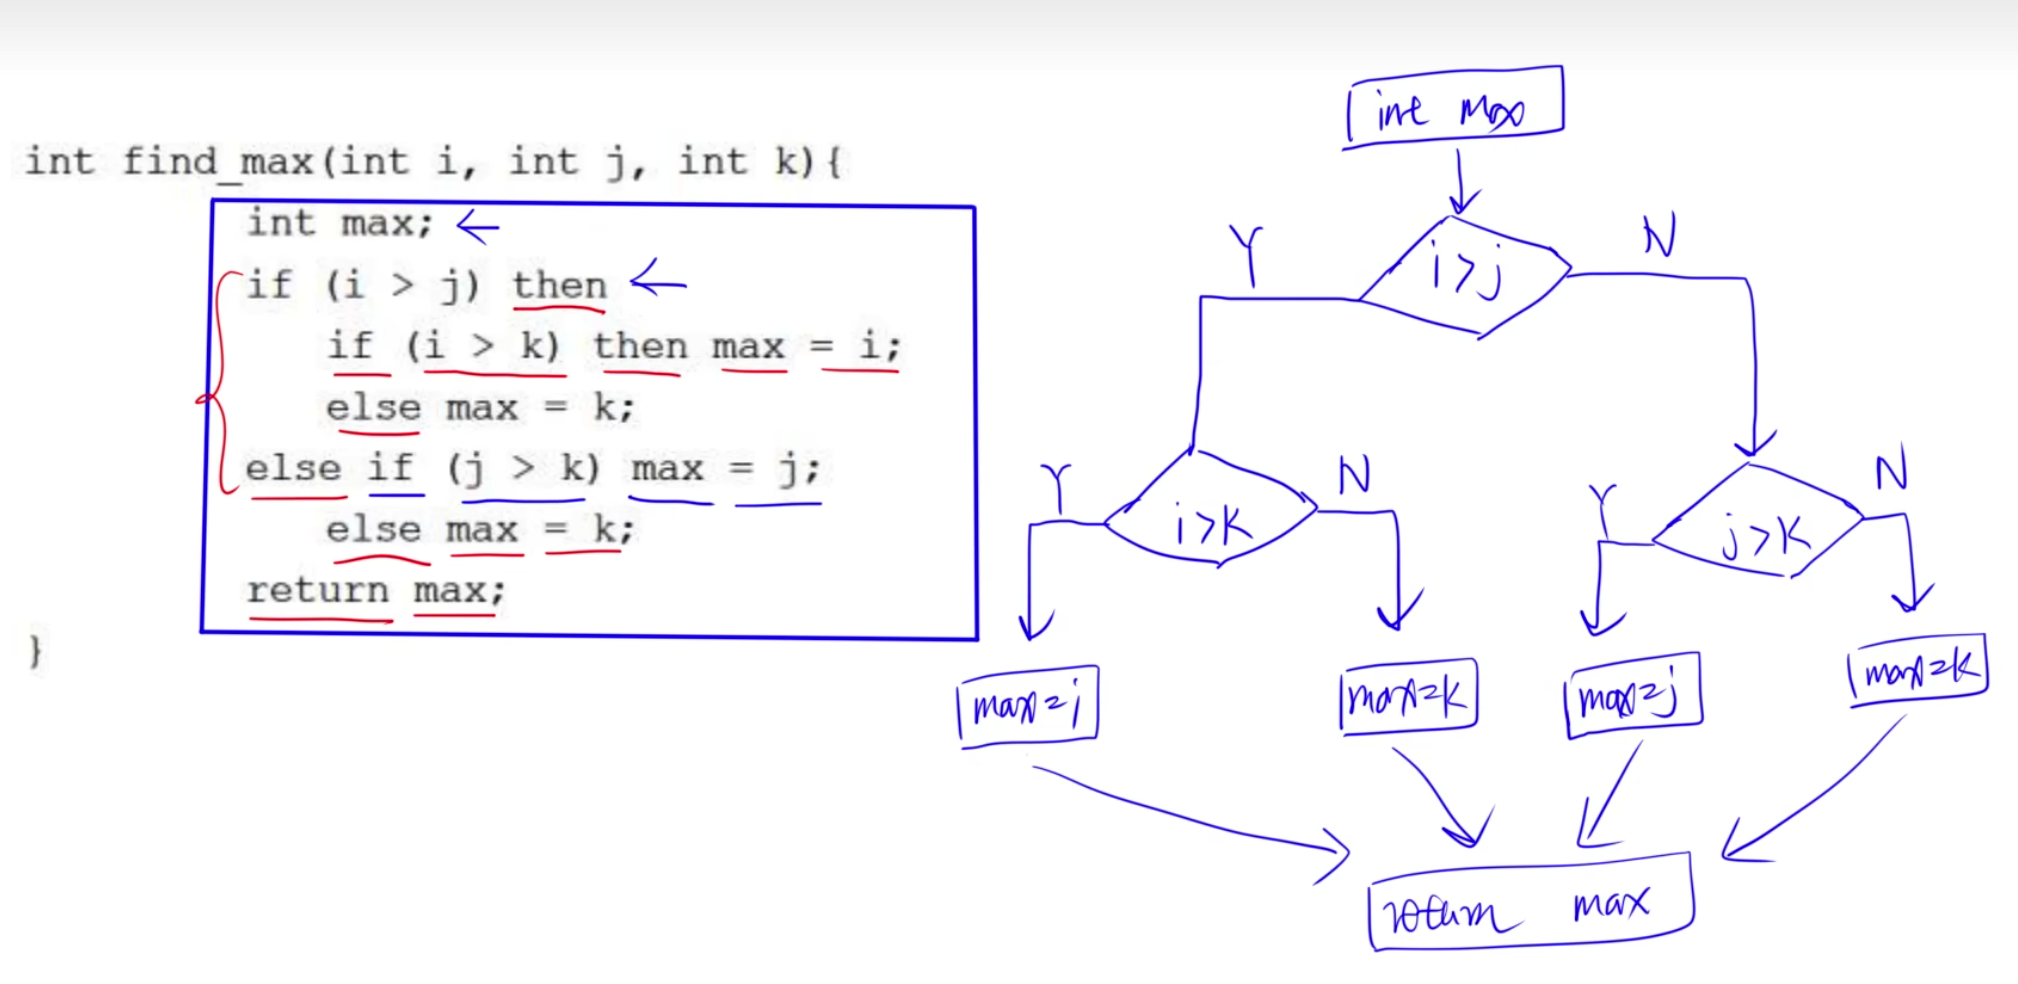 int find_max(int i, int j, int k){
int max;
if (i > j) then
if (i > k) then max = i;
else max = k;
else if (j > k) max = j;
else max = k;
return max;
}
int max
i>j
Y
N
i>k
Y
N
j>k
Y
N
max=i
max=k
max=j
max=k
return max